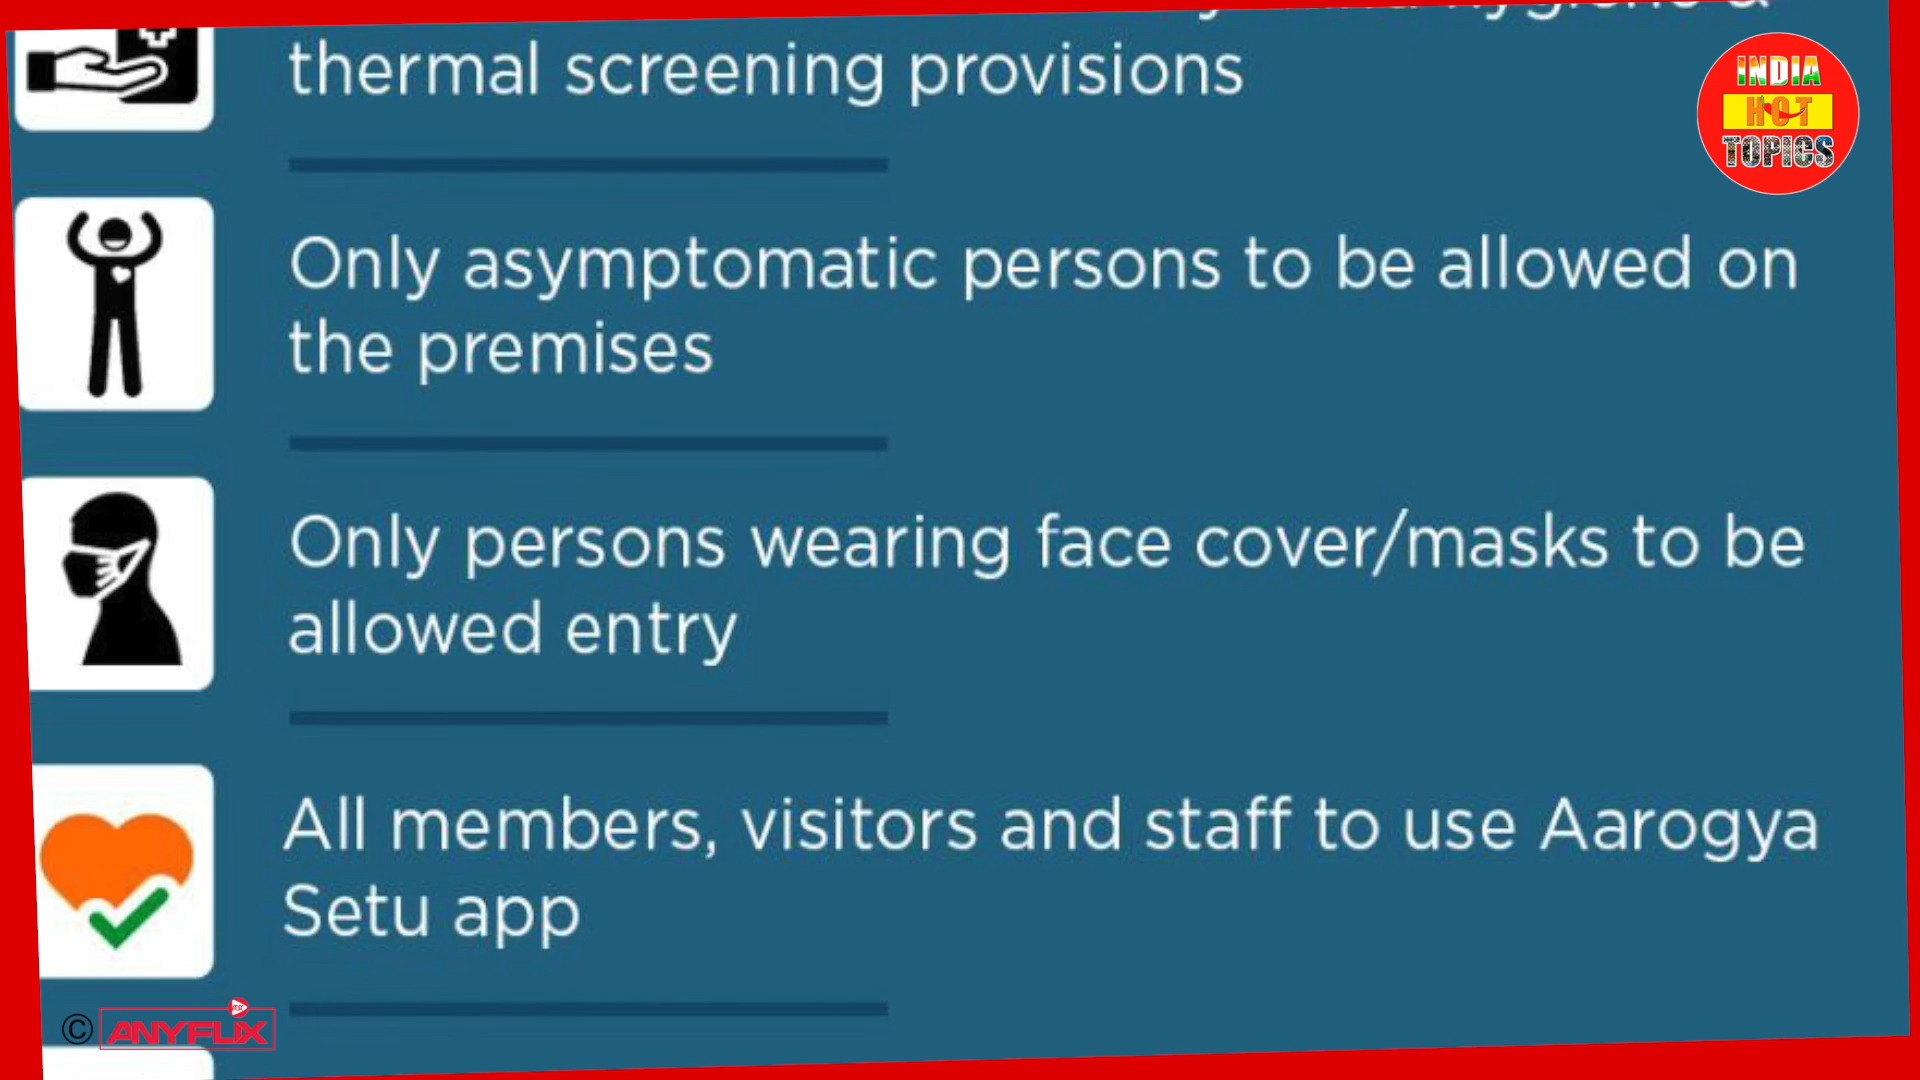 hygiene &
thermal screening provisions
INDIA
HOT
TOPICS
Only asymptomatic persons to be allowed on
the premises
Only persons wearing face cover/masks to be
allowed entry
All members, visitors and staff to use Aarogya
Setu app
© ANYFLIX